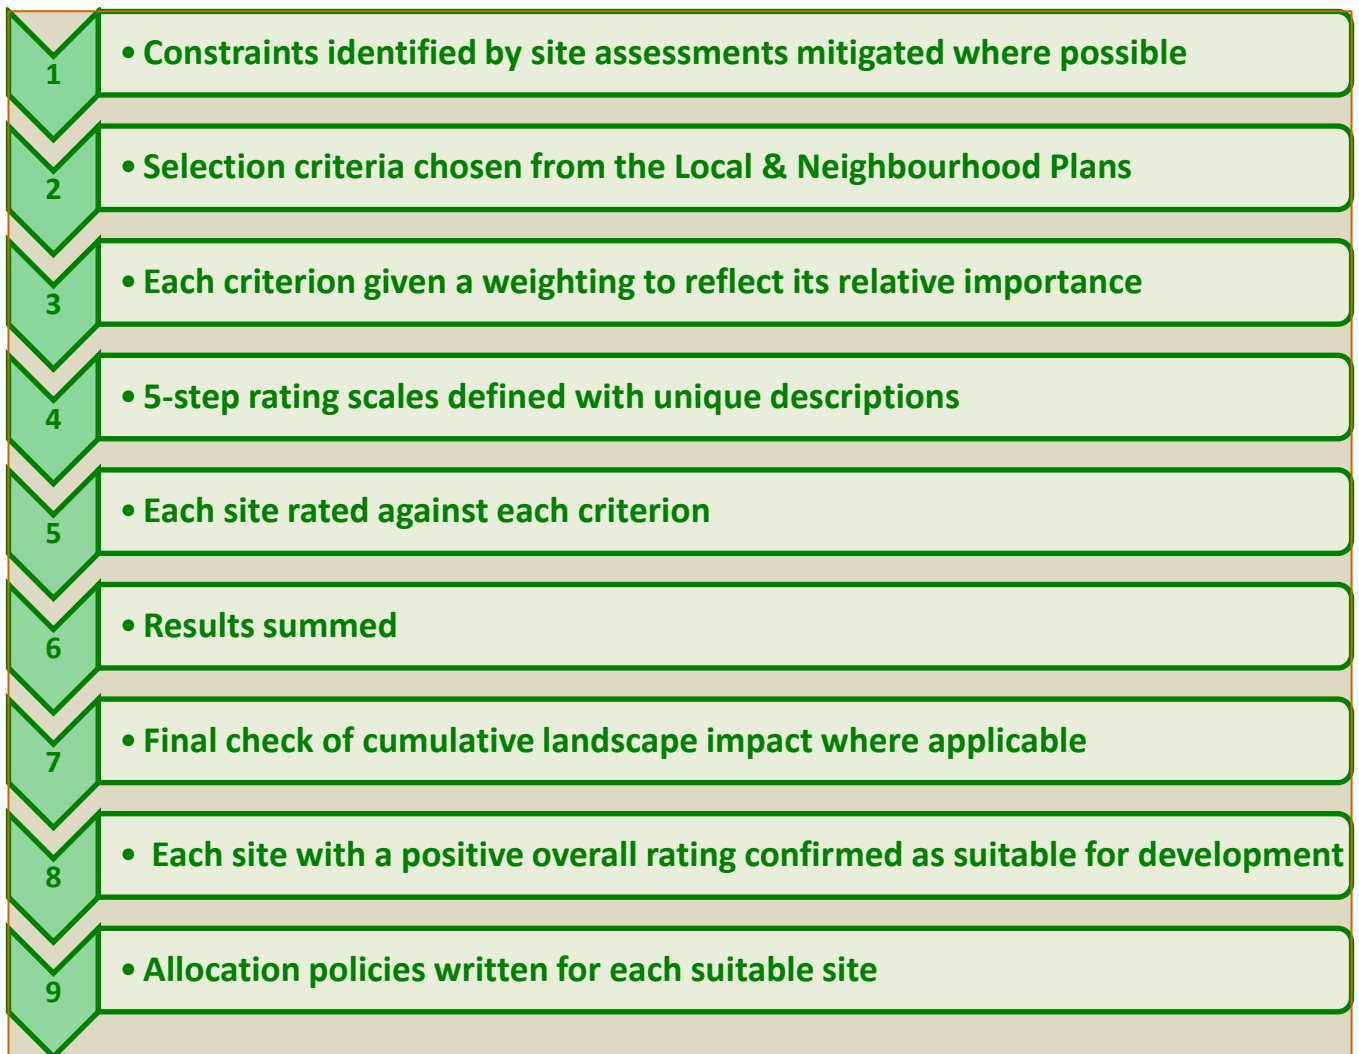 1
• Constraints identified by site assessments mitigated where possible
2
• Selection criteria chosen from the Local & Neighbourhood Plans
3
• Each criterion given a weighting to reflect its relative importance
4
• 5-step rating scales defined with unique descriptions
5
• Each site rated against each criterion
6
• Results summed
7
• Final check of cumulative landscape impact where applicable
8
• Each site with a positive overall rating confirmed as suitable for development
9
• Allocation policies written for each suitable site